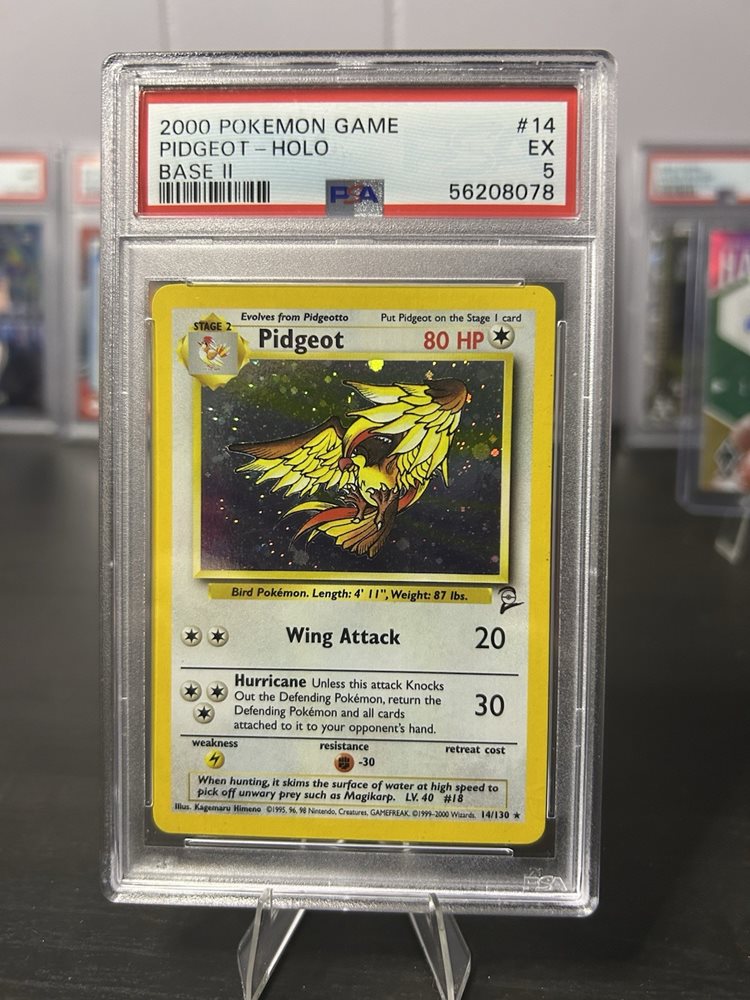 2000 POKEMON GAME #14
PIDGEOT - HOLO EX
BASE II 5
PSA 56208078
Evolves from Pidgeotto Put Pidgeot on the Stage 1 card
STAGE 2
Pidgeot 80 HP
Bird Pokémon. Length: 4' 11", Weight: 87 lbs.
Wing Attack 20
Hurricane Unless this attack Knocks
Out the Defending Pokémon, return the
Defending Pokémon and all cards
attached to it to your opponent's hand.
30
weakness resistance retreat cost
-30
When hunting, it skims the surface of water at high speed to
pick off unwary prey such as Magikarp. LV. 40 #18
Illus. Kagemaru Himeno ©1995, 96, 98 Nintendo, Creatures, GAMEFREAK. ©1999-2000 Wizards. 14/130 ★
PSA
HA